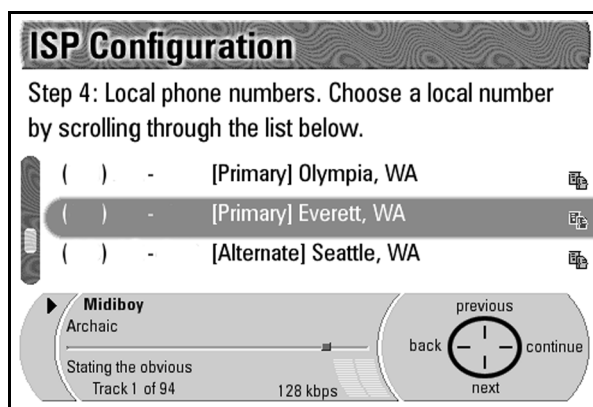 ISP Configuration
Step 4: Local phone numbers. Choose a local number
by scrolling through the list below.
( ) - [Primary] Olympia, WA
( ) - [Primary] Everett, WA
( ) - [Alternate] Seattle, WA
Midiboy
Archaic
Stating the obvious
Track 1 of 94 128 kbps
previous
back continue
next